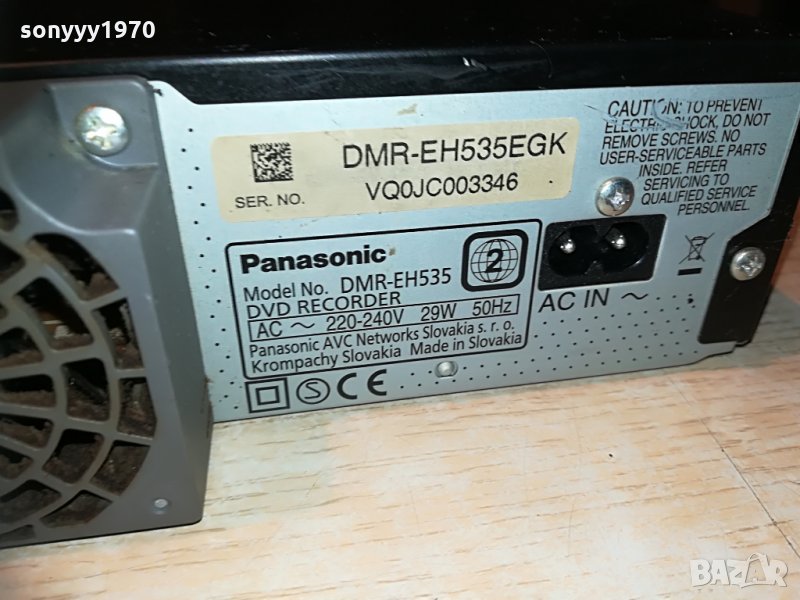 sonyyy1970
DMR-EH535EGK
SER. NO.
VQ0JC003346
CAUTION: TO PREVENT
ELECTRIC SHOCK, DO NOT
REMOVE SCREWS. NO
USER-SERVICEABLE PARTS
INSIDE. REFER
SERVICING TO
QUALIFIED SERVICE
PERSONNEL.
Panasonic
2
Model No. DMR-EH535
DVD RECORDER
AC ~ 220-240V 29W 50Hz
Panasonic AVC Networks Slovakia s. r. o.
Krompachy Slovakia Made in Slovakia
S CE
AC IN ~
BAZAR